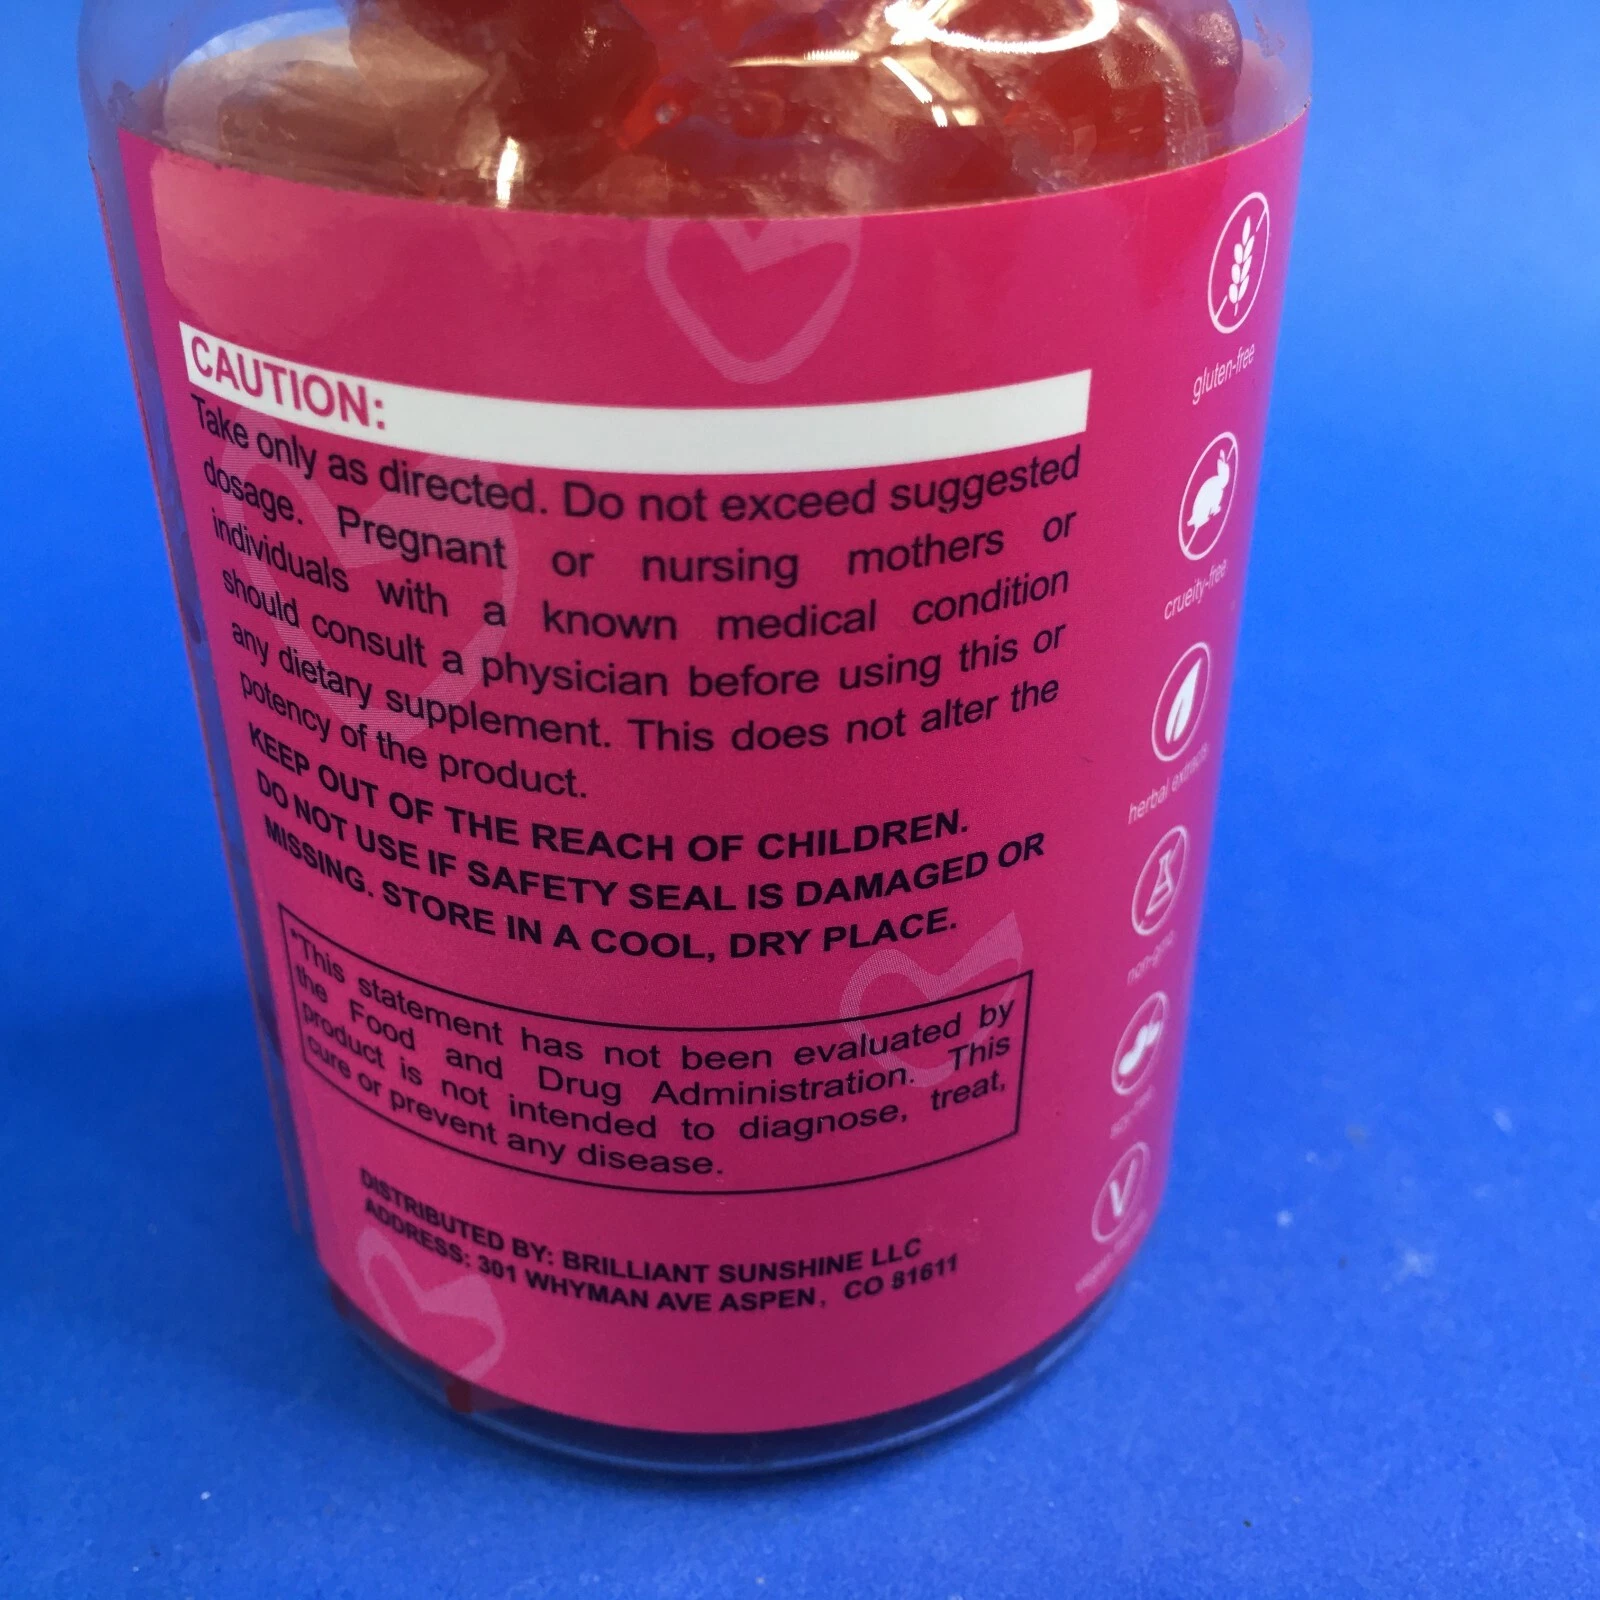 CAUTION:
Take only as directed. Do not exceed suggested
dosage. Pregnant or nursing mothers or
individuals with a known medical condition
should consult a physician before using this or
any dietary supplement. This does not alter the
potency of the product.
KEEP OUT OF THE REACH OF CHILDREN.
DO NOT USE IF SAFETY SEAL IS DAMAGED OR
MISSING. STORE IN A COOL, DRY PLACE.
*This statement has not been evaluated by
the Food and Drug Administration. This
product is not intended to diagnose, treat,
cure or prevent any disease.
DISTRIBUTED BY: BRILLIANT SUNSHINE LLC
ADDRESS: 301 WHYMAN AVE ASPEN, CO 81611
gluten-free
crueity-free
herbal extracts
non-gmo
V